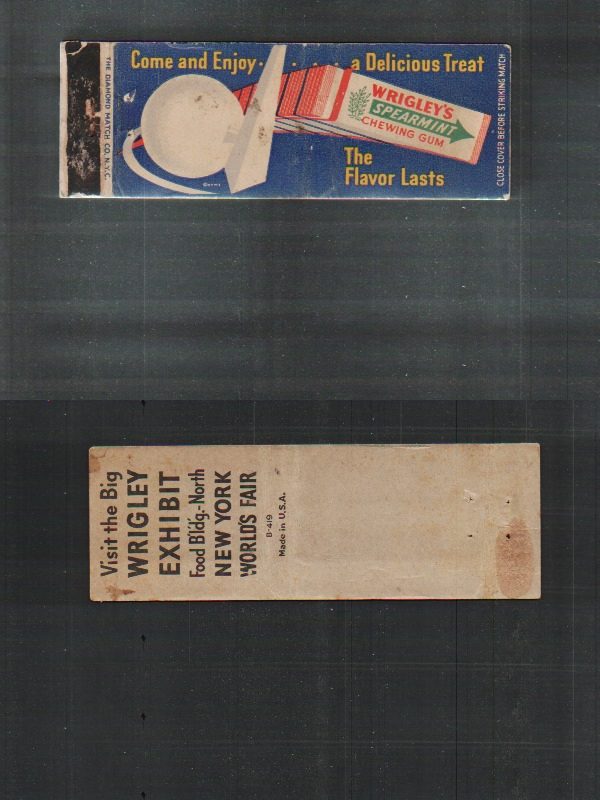 THE DIAMOND MATCH CO. N.Y.C.
Come and Enjoy . . . . . a Delicious Treat
WRIGLEY'S
SPEARMINT
CHEWING GUM
The
Flavor Lasts
CLOSE COVER BEFORE STRIKING MATCH
Visit the Big
WRIGLEY
EXHIBIT
Food Bldg.-North
NEW YORK
WORLD'S FAIR
B-419
Made in U.S.A.